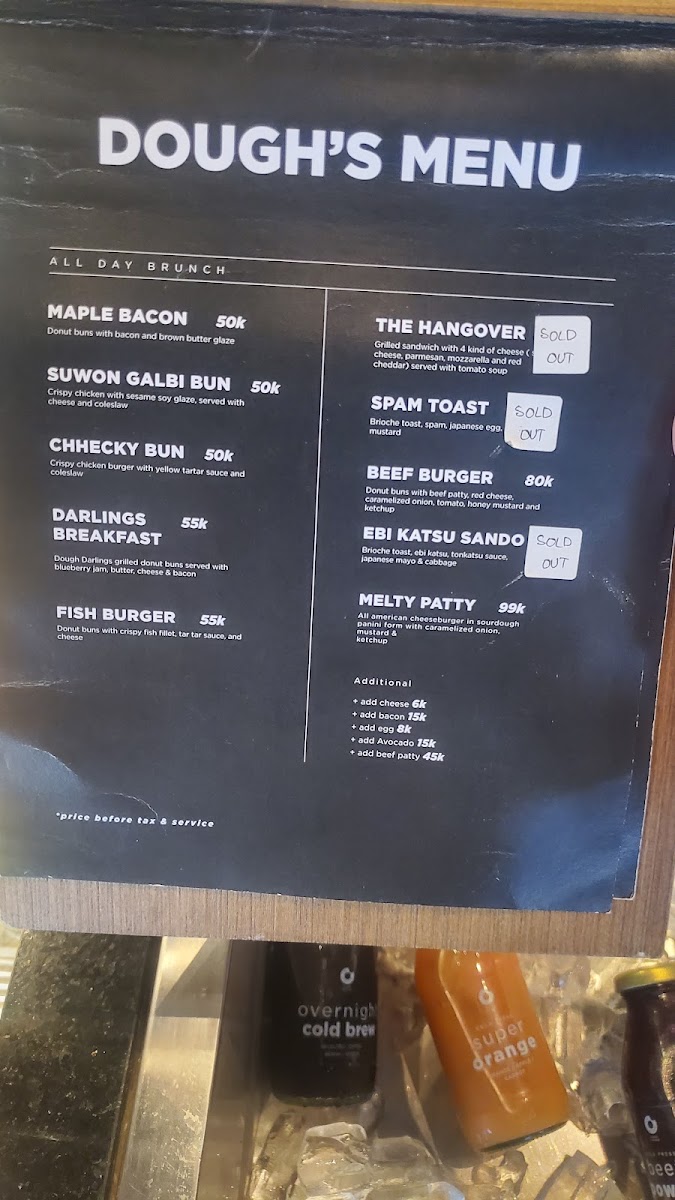 DOUGH'S MENU
ALL DAY BRUNCH
MAPLE BACON 50k
Donut buns with bacon and brown butter glaze
SUWON GALBI BUN 50k
Crispy chicken with sesame soy glaze, served with
cheese and coleslaw
CHHECKY BUN 50k
Crispy chicken burger with yellow tartar sauce and
coleslaw
DARLINGS 55k
BREAKFAST
Dough Darlings grilled donut buns served with
blueberry jam, butter, cheese & bacon
FISH BURGER 55k
Donut buns with crispy fish fillet, tar tar sauce, and
cheese
THE HANGOVER SOLD
OUT
Grilled sandwich with 4 kind of cheese (
cheese, parmesan, mozzarella and red
cheddar) served with tomato soup
SPAM TOAST SOLD
OUT
Brioche toast, spam, japanese egg,
mustard
BEEF BURGER 80k
Donut buns with beef patty, red cheese,
caramelized onion, tomato, honey mustard and
ketchup
EBI KATSU SANDO SOLD
OUT
Brioche toast, ebi katsu, tonkatsu sauce,
japanese mayo & cabbage
MELTY PATTY 99k
All american cheeseburger in sourdough
panini form with caramelized onion,
mustard &
ketchup
Additional
+ add cheese 6k
+ add bacon 15k
+ add egg 8k
+ add Avocado 15k
+ add beef patty 45k
*price before tax & service
overnigh
cold brew
super
orange